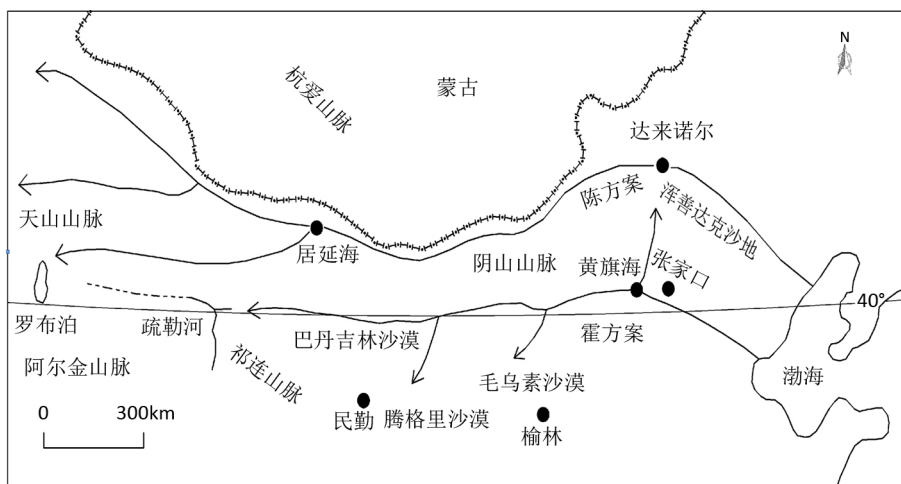 N
杭爱山脉
蒙古
达来诺尔
陈方案
浑善达克沙地
天山山脉
居延海
阴山山脉
黄旗海
张家口
40°
罗布泊
疏勒河
巴丹吉林沙漠
霍方案
阿尔金山脉
祁连山脉
毛乌素沙漠
渤海
0 300km
民勤
腾格里沙漠
榆林